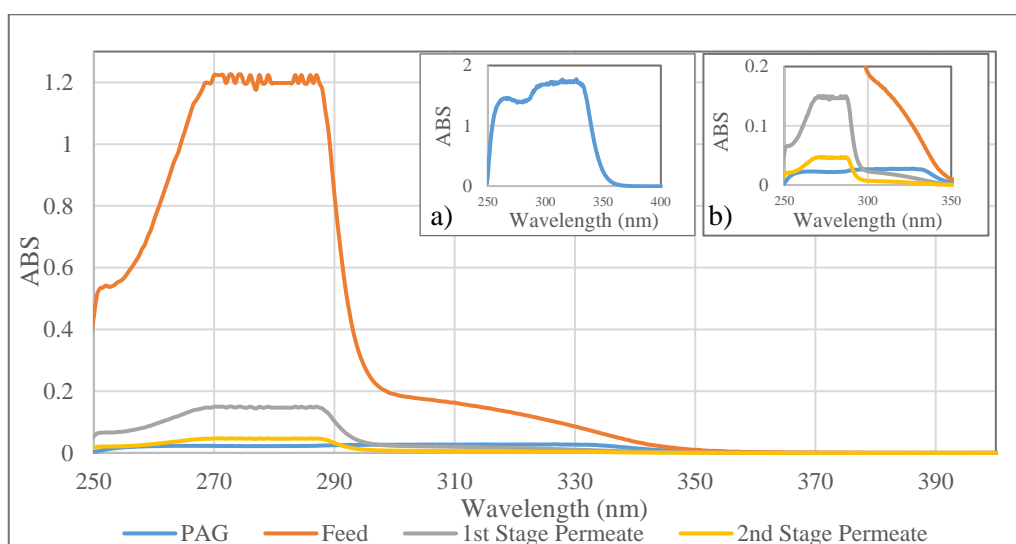 ABS
1.2
1
0.8
0.6
0.4
0.2
0
250 270 290 310 330 350 370 390
Wavelength (nm)
ABS
2
1
0
250 300 350 400
a) Wavelength (nm)
ABS
0.2
0.1
0
250 300 350
b) Wavelength (nm)
PAG Feed 1st Stage Permeate 2nd Stage Permeate